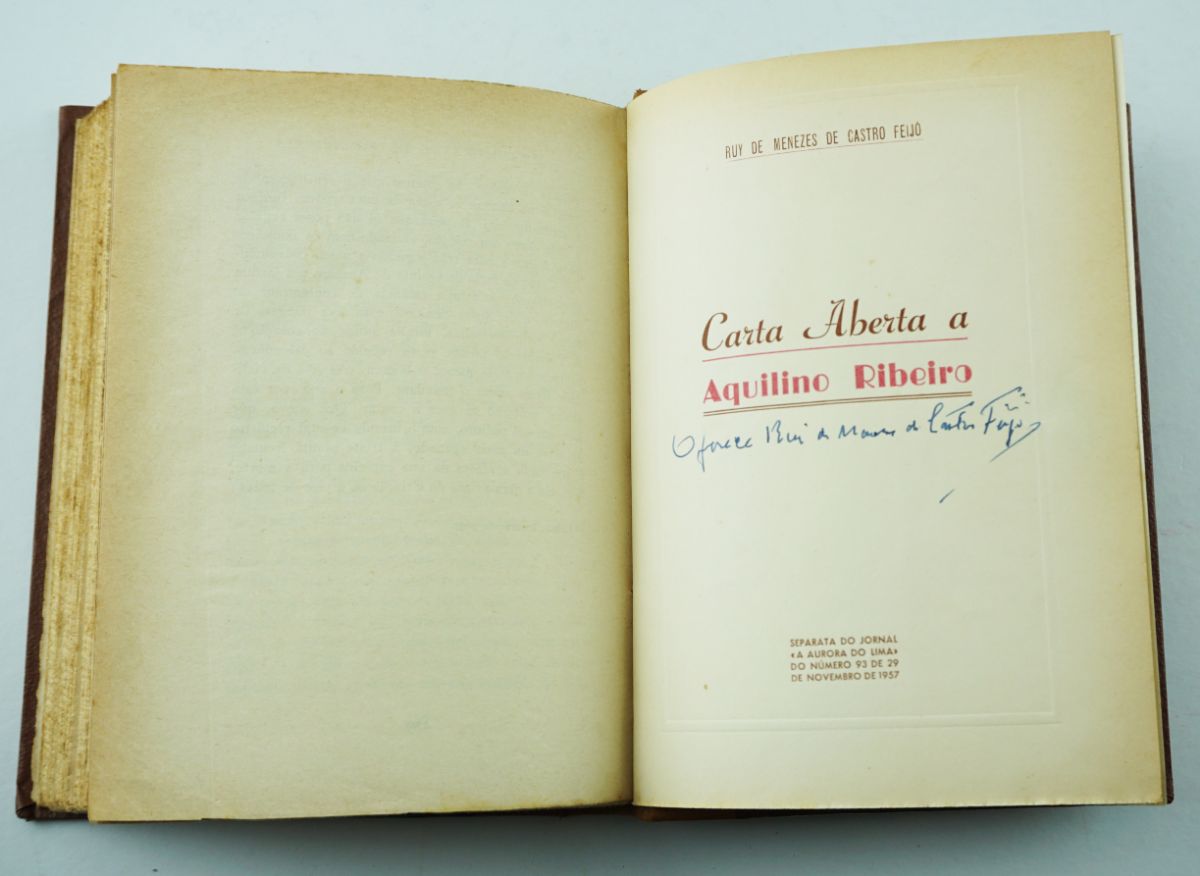 RUY DE MENEZES DE CASTRO FEIJÓ
Carta Aberta a
Aquilino Ribeiro
Oferece Rui de Menezes de Castro Feijó
SEPARATA DO JORNAL
«A AURORA DO LIMA»
DO NÚMERO 93 DE 29
DE NOVEMBRO DE 1957